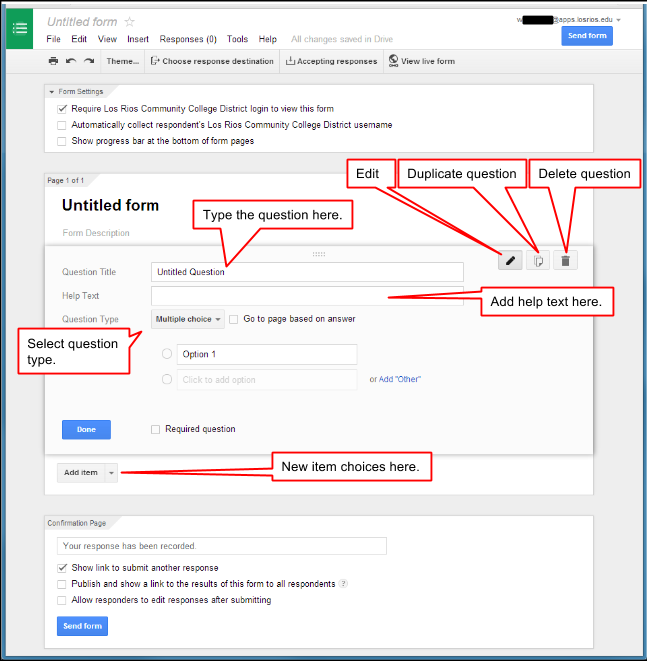 Untitled form
w @apps.losrios.edu
File Edit View Insert Responses (0) Tools Help All changes saved in Drive
Send form
Theme... Choose response destination Accepting responses View live form
Form Settings
Require Los Rios Community College District login to view this form
Automatically collect respondent's Los Rios Community College District username
Show progress bar at the bottom of form pages
Edit Duplicate question Delete question
Page 1 of 1
Untitled form
Type the question here.
Form Description
Question Title Untitled Question
Help Text
Add help text here.
Question Type Multiple choice Go to page based on answer
Select question
type.
Option 1
Click to add option or Add "Other"
Done Required question
Add item
New item choices here.
Confirmation Page
Your response has been recorded.
Show link to submit another response
Publish and show a link to the results of this form to all respondents ?
Allow responders to edit responses after submitting
Send form